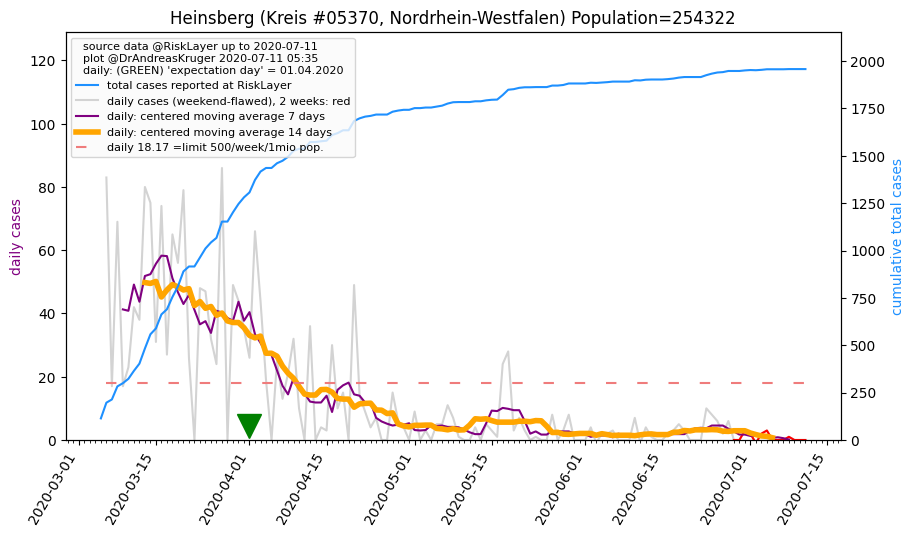 Heinsberg (Kreis #05370, Nordrhein-Westfalen) Population=254322
source data @RiskLayer up to 2020-07-11
plot @DrAndreasKruger 2020-07-11 05:35
daily: (GREEN) 'expectation day' = 01.04.2020
total cases reported at RiskLayer
daily cases (weekend-flawed), 2 weeks: red
daily: centered moving average 7 days
daily: centered moving average 14 days
daily 18.17 =limit 500/week/1mio pop.
daily cases
120
100
80
60
40
20
0
cumulative total cases
2000
1750
1500
1250
1000
750
500
250
0
2020-03-01
2020-03-15
2020-04-01
2020-04-15
2020-05-01
2020-05-15
2020-06-01
2020-06-15
2020-07-01
2020-07-15